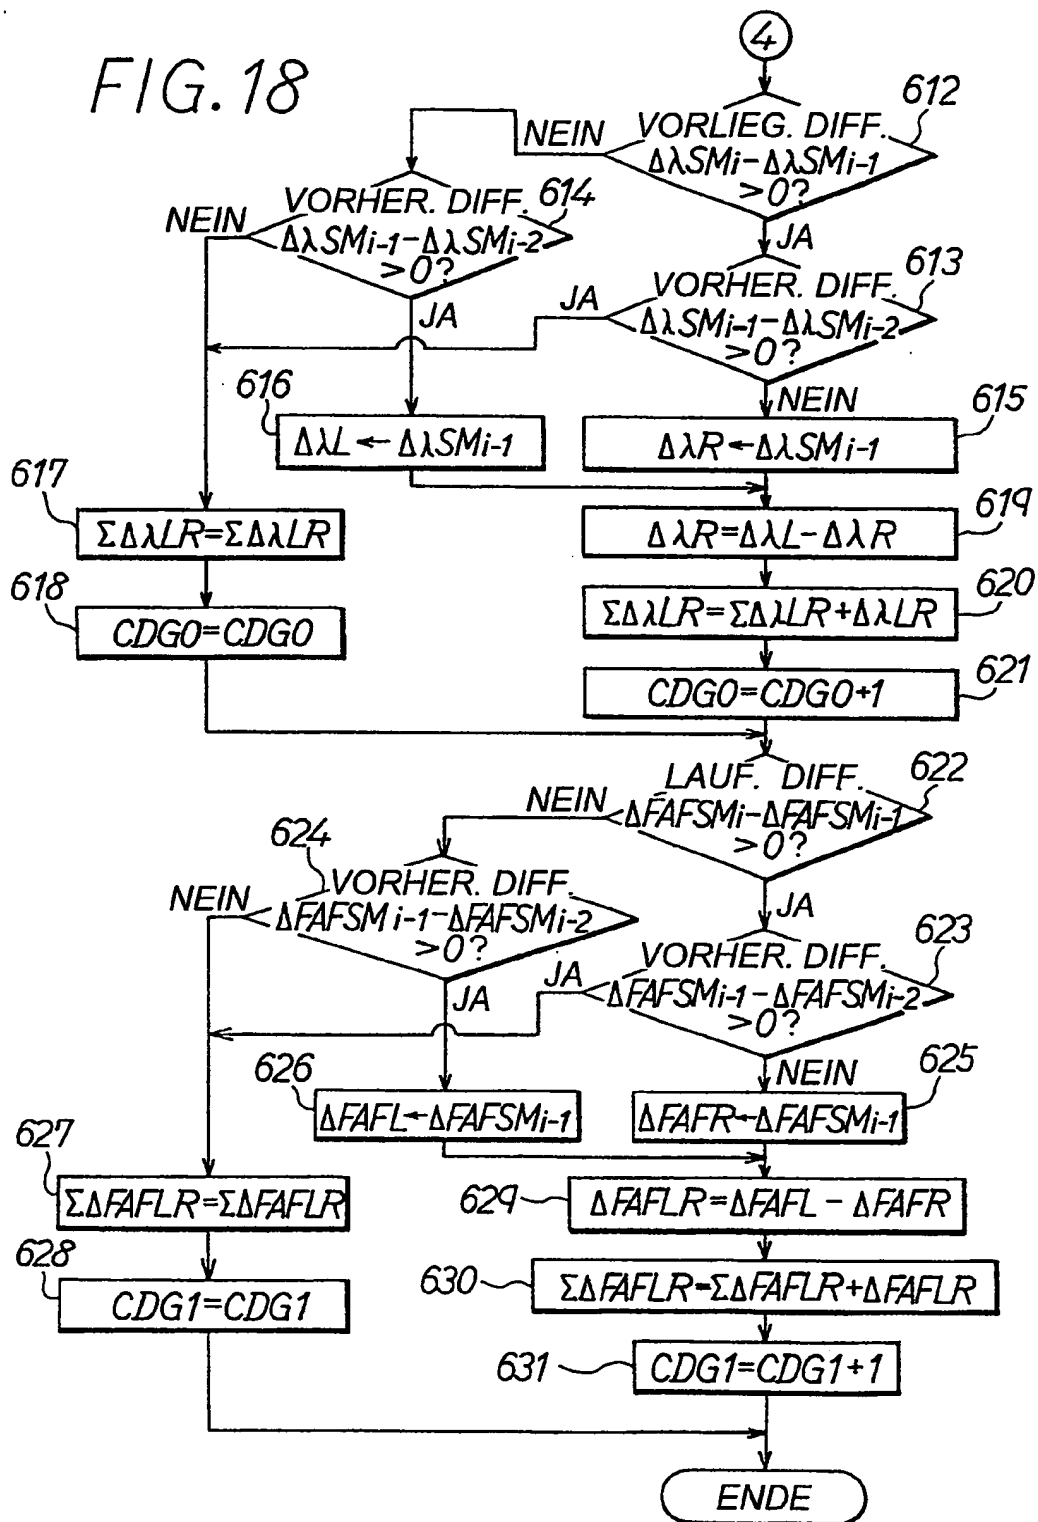 FIG. 18
4
612
VORLIEG. DIFF.
ΔλSMi-ΔλSMi-1
>0?
NEIN
JA
614
VORHER. DIFF.
ΔλSMi-1-ΔλSMi-2
>0?
NEIN
JA
613
VORHER. DIFF.
ΔλSMi-1-ΔλSMi-2
>0?
JA
NEIN
616
ΔλL←ΔλSMi-1
615
ΔλR←ΔλSMi-1
617
ΣΔλLR=ΣΔλLR
619
ΔλR=ΔλL-ΔλR
618
CDG0=CDG0
620
ΣΔλLR=ΣΔλLR+ΔλLR
621
CDG0=CDG0+1
622
LAUF. DIFF.
ΔFAFSMi-ΔFAFSMi-1
>0?
NEIN
JA
624
VORHER. DIFF.
ΔFAFSMi-1-ΔFAFSMi-2
>0?
NEIN
JA
623
VORHER. DIFF.
ΔFAFSMi-1-ΔFAFSMi-2
>0?
JA
NEIN
626
ΔFAFL←ΔFAFSMi-1
625
ΔFAFR←ΔFAFSMi-1
627
ΣΔFAFLR=ΣΔFAFLR
629
ΔFAFLR=ΔFAFL-ΔFAFR
628
CDG1=CDG1
630
ΣΔFAFLR=ΣΔFAFLR+ΔFAFLR
631
CDG1=CDG1+1
ENDE